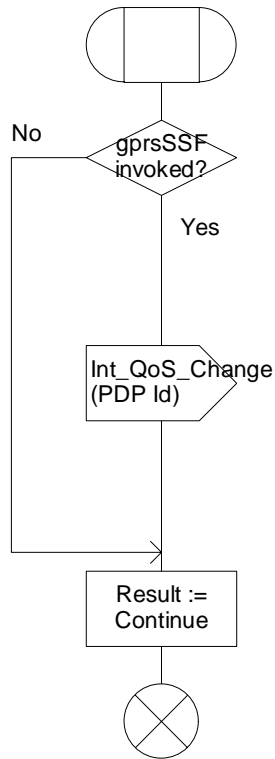 No
gprsSSF
invoked?
Yes
Int_QoS_Change
(PDP Id)
Result :=
Continue